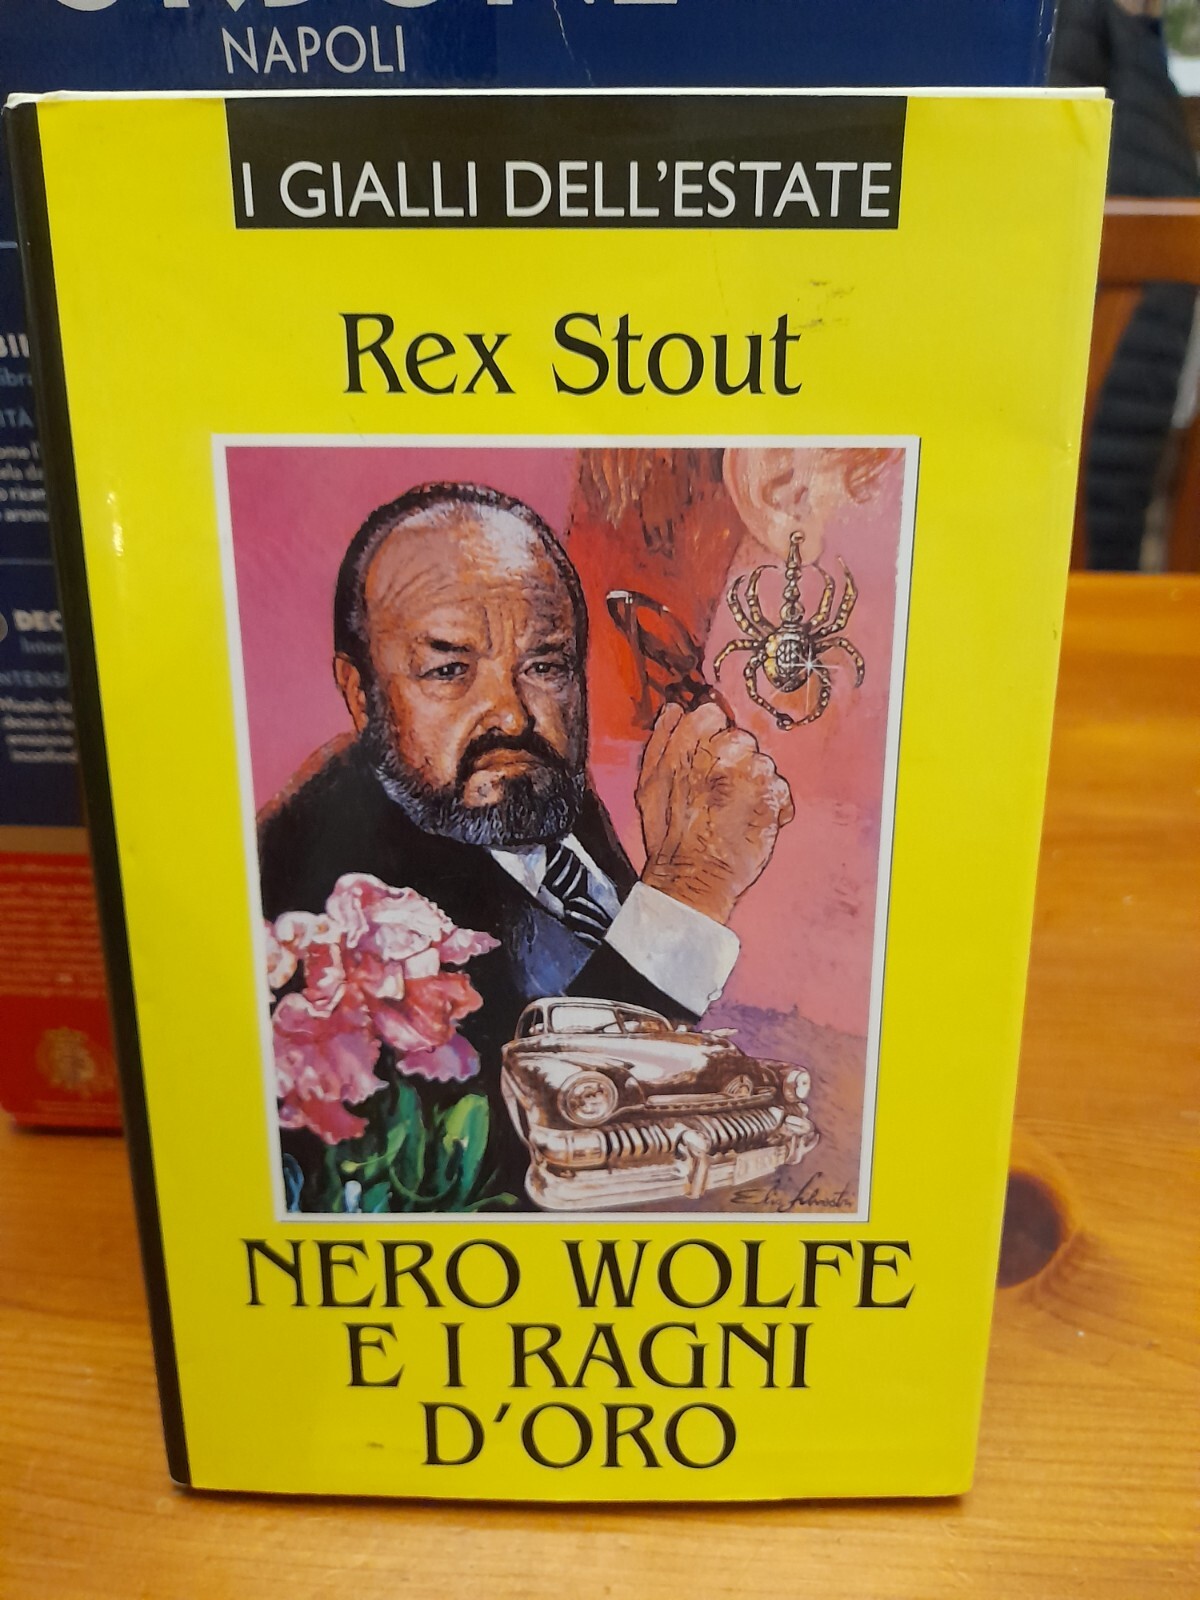 NAPOLI
I GIALLI DELL'ESTATE
Rex Stout
NERO WOLFE
E I RAGNI
D'ORO